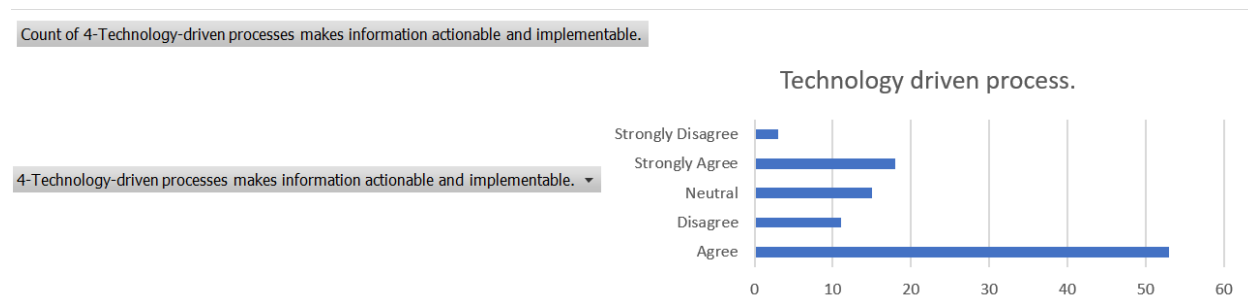 Count of 4-Technology-driven processes makes information actionable and implementable.
Technology driven process.
Strongly Disagree
Strongly Agree
4-Technology-driven processes makes information actionable and implementable.
Neutral
Disagree
Agree
0 10 20 30 40 50 60